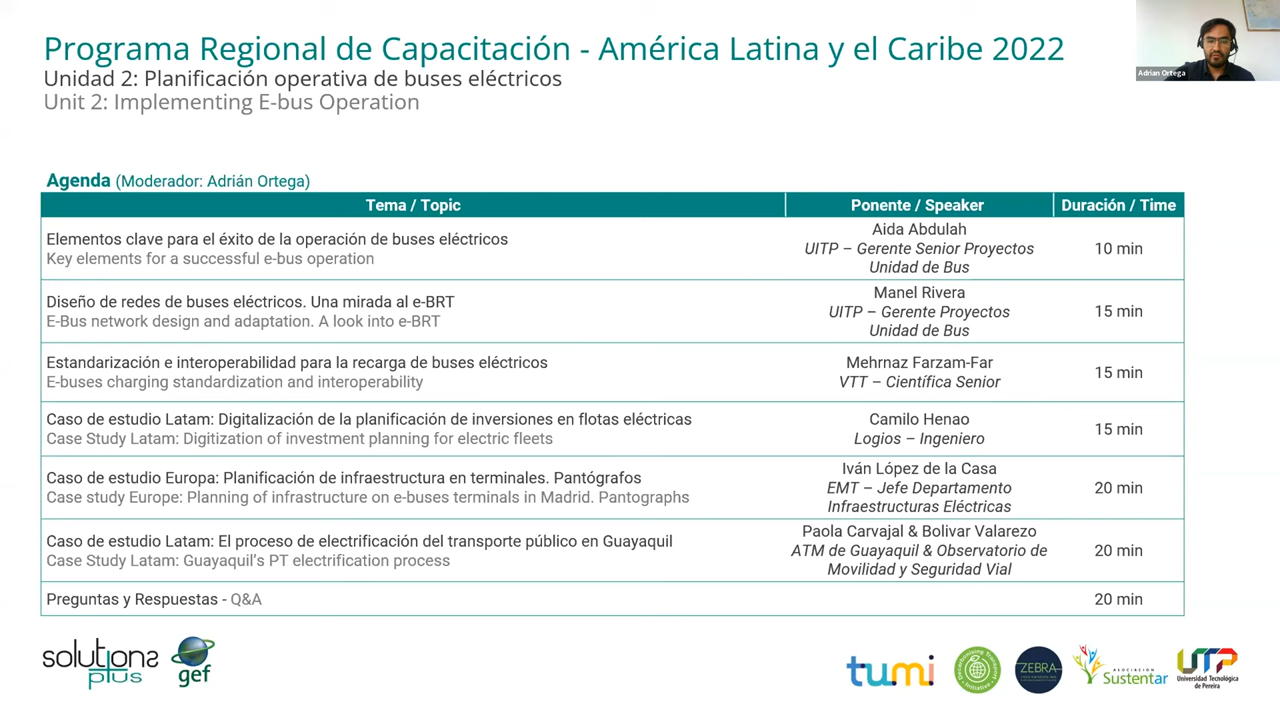 Programa Regional de Capacitación - América Latina y el Caribe 2022
Unidad 2: Planificación operativa de buses eléctricos
Unit 2: Implementing E-bus Operation
Adrian Ortega
Agenda (Moderador: Adrián Ortega)
Tema / Topic
Ponente / Speaker
Duración / Time
Elementos clave para el éxito de la operación de buses eléctricos
Key elements for a successful e-bus operation
Aida Abdulah
UITP – Gerente Senior Proyectos
Unidad de Bus
10 min
Diseño de redes de buses eléctricos. Una mirada al e-BRT
E-Bus network design and adaptation. A look into e-BRT
Manel Rivera
UITP – Gerente Proyectos
Unidad de Bus
15 min
Estandarización e interoperabilidad para la recarga de buses eléctricos
E-buses charging standardization and interoperability
Mehrnaz Farzam-Far
VTT – Científica Senior
15 min
Caso de estudio Latam: Digitalización de la planificación de inversiones en flotas eléctricas
Case Study Latam: Digitization of investment planning for electric fleets
Camilo Henao
Logios – Ingeniero
15 min
Caso de estudio Europa: Planificación de infraestructura en terminales. Pantógrafos
Case study Europe: Planning of infrastructure on e-buses terminals in Madrid. Pantographs
Iván López de la Casa
EMT – Jefe Departamento
Infraestructuras Eléctricas
20 min
Caso de estudio Latam: El proceso de electrificación del transporte público en Guayaquil
Case Study Latam: Guayaquil's PT electrification process
Paola Carvajal & Bolivar Valarezo
ATM de Guayaquil & Observatorio de
Movilidad y Seguridad Vial
20 min
Preguntas y Respuestas - Q&A
20 min
solutions
plus
gef
tumi
Decarbonising Transport
Initiative
ZEBRA
ASOCIACIÓN
Sustentar
UTP
Universidad Tecnológica
de Pereira